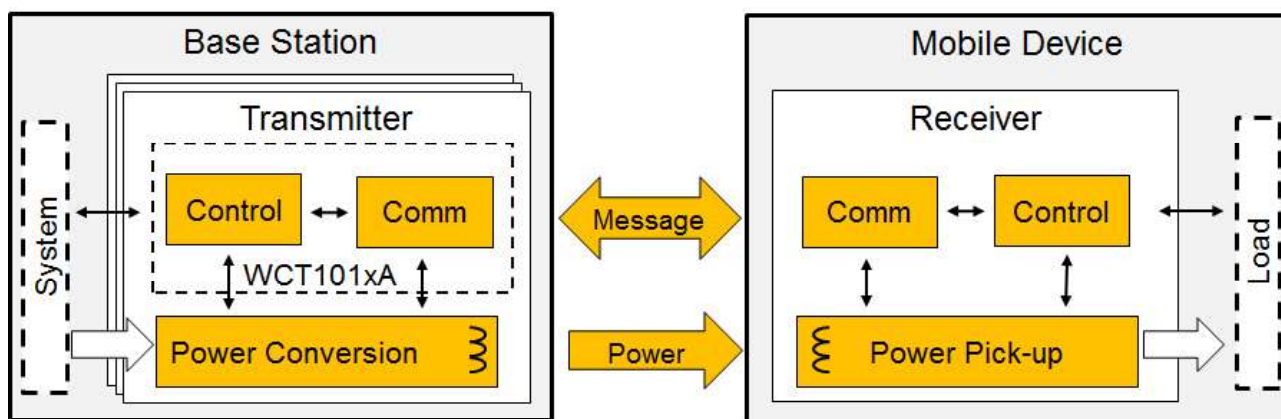 Base Station
Mobile Device
Transmitter
Receiver
System
Control
Comm
Message
Comm
Control
Load
WCT101xA
Power Conversion
Power
Power Pick-up